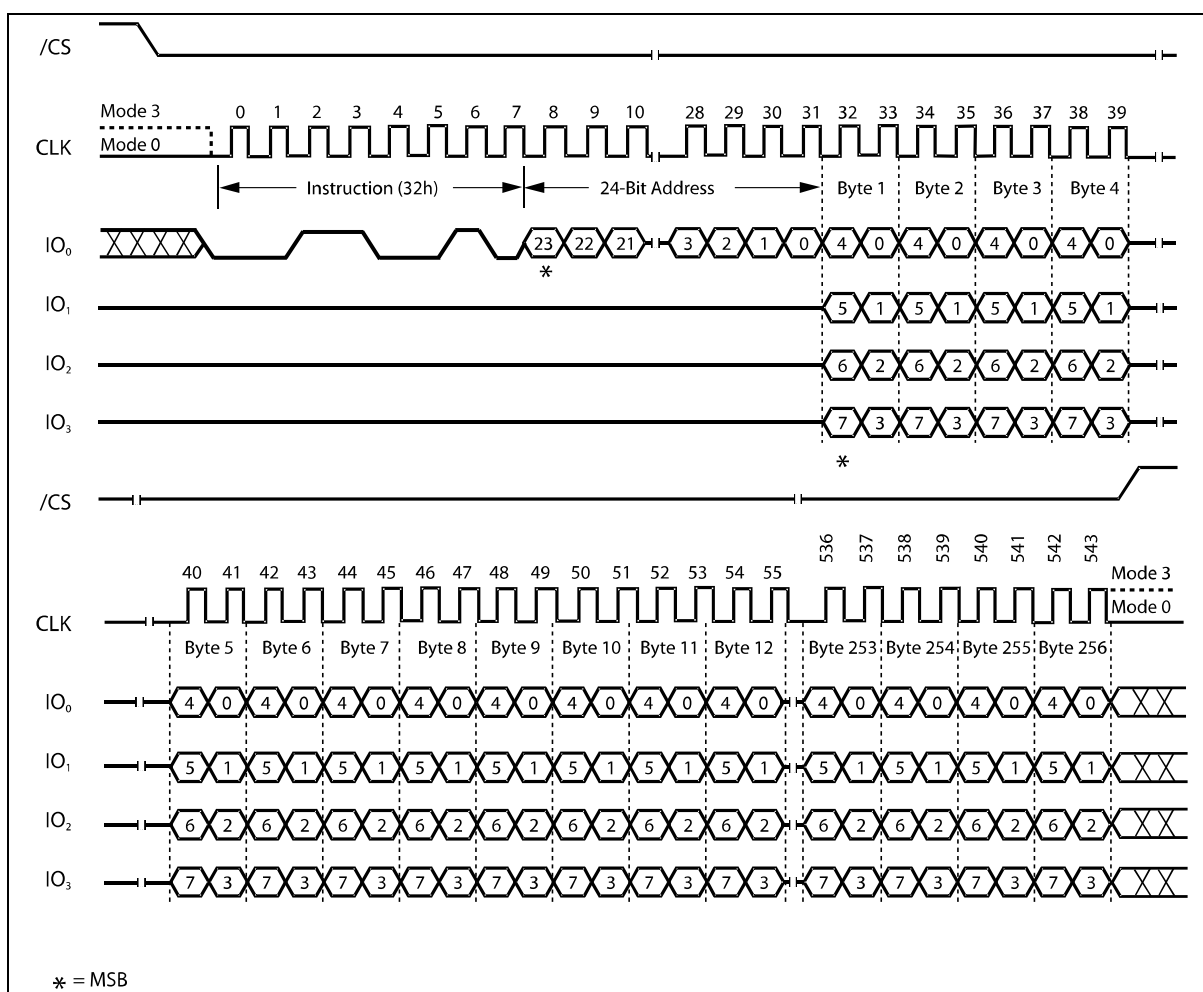 /CS
Mode 3
0 1 2 3 4 5 6 7 8 9 10 28 29 30 31 32 33 34 35 36 37 38 39
CLK
Mode 0
Instruction (32h) 24-Bit Address Byte 1 Byte 2 Byte 3 Byte 4
IO₀ 23 22 21 3 2 1 0 4 0 4 0 4 0 4 0
*
IO₁ 5 1 5 1 5 1 5 1
IO₂ 6 2 6 2 6 2 6 2
IO₃ 7 3 7 3 7 3 7 3
*
/CS
536 537 538 539 540 541 542 543
40 41 42 43 44 45 46 47 48 49 50 51 52 53 54 55
Mode 3
CLK
Mode 0
Byte 5 Byte 6 Byte 7 Byte 8 Byte 9 Byte 10 Byte 11 Byte 12 Byte 253 Byte 254 Byte 255 Byte 256
IO₀ 4 0 4 0 4 0 4 0 4 0 4 0 4 0 4 0 4 0 4 0 4 0 4 0
IO₁ 5 1 5 1 5 1 5 1 5 1 5 1 5 1 5 1 5 1 5 1 5 1 5 1
IO₂ 6 2 6 2 6 2 6 2 6 2 6 2 6 2 6 2 6 2 6 2 6 2 6 2
IO₃ 7 3 7 3 7 3 7 3 7 3 7 3 7 3 7 3 7 3 7 3 7 3 7 3
* = MSB